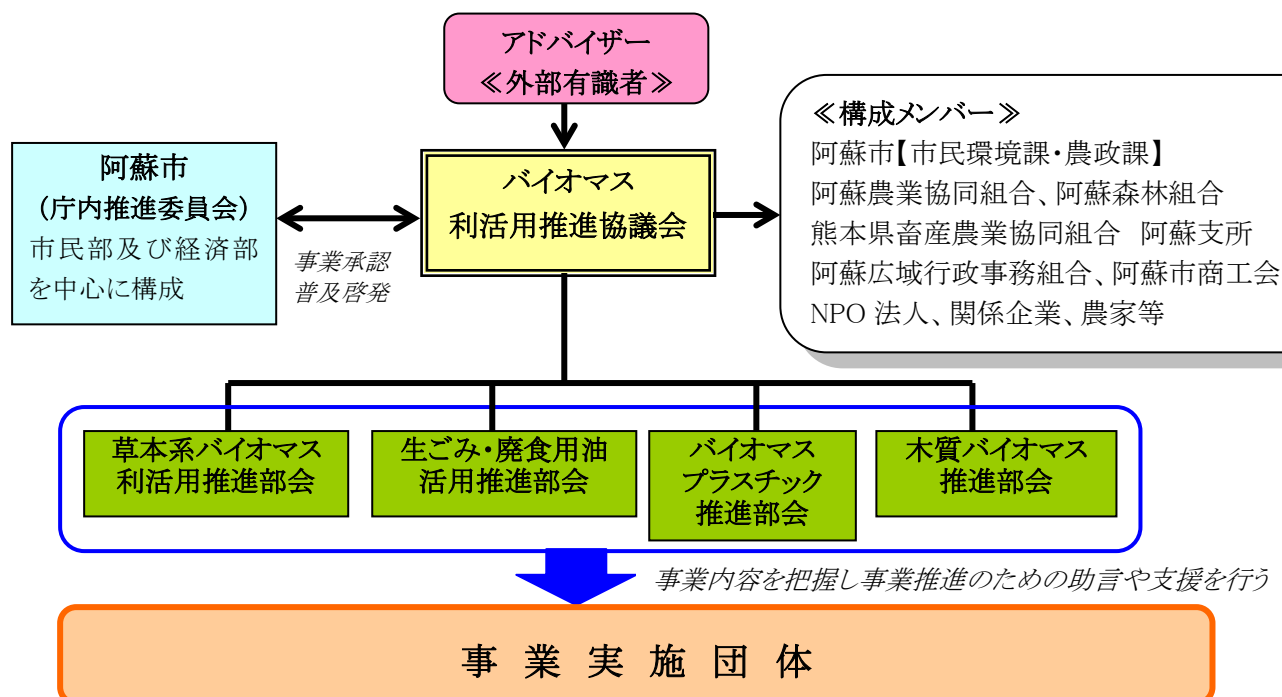 アドバイザー
≪外部有識者≫
阿蘇市
(庁内推進委員会)
市民部及び経済部
を中心に構成
事業承認
普及啓発
バイオマス
利活用推進協議会
≪構成メンバー≫
阿蘇市【市民環境課・農政課】
阿蘇農業協同組合、阿蘇森林組合
熊本県畜産農業協同組合　阿蘇支所
阿蘇広域行政事務組合、阿蘇市商工会
NPO 法人、関係企業、農家等
草本系バイオマス
利活用推進部会
生ごみ・廃食用油
活用推進部会
バイオマス
プラスチック
推進部会
木質バイオマス
推進部会
事業内容を把握し事業推進のための助言や支援を行う
事 業 実 施 団 体